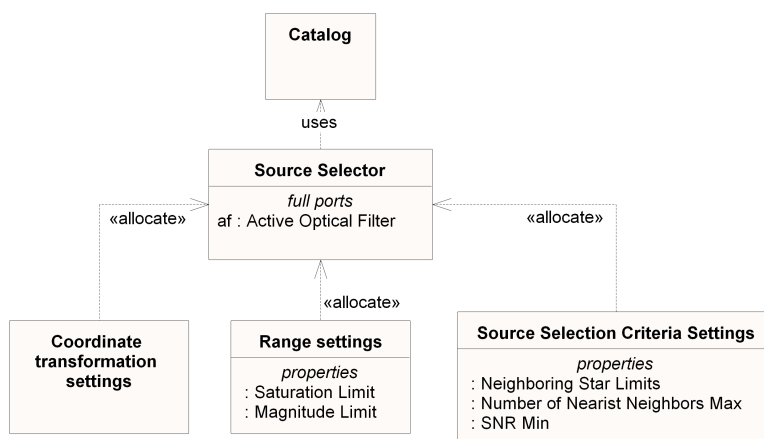 Catalog
uses
Source Selector
full ports
af : Active Optical Filter
«allocate»
«allocate»
«allocate»
Coordinate
transformation
settings
Range settings
properties
: Saturation Limit
: Magnitude Limit
Source Selection Criteria Settings
properties
: Neighboring Star Limits
: Number of Nearist Neighbors Max
: SNR Min